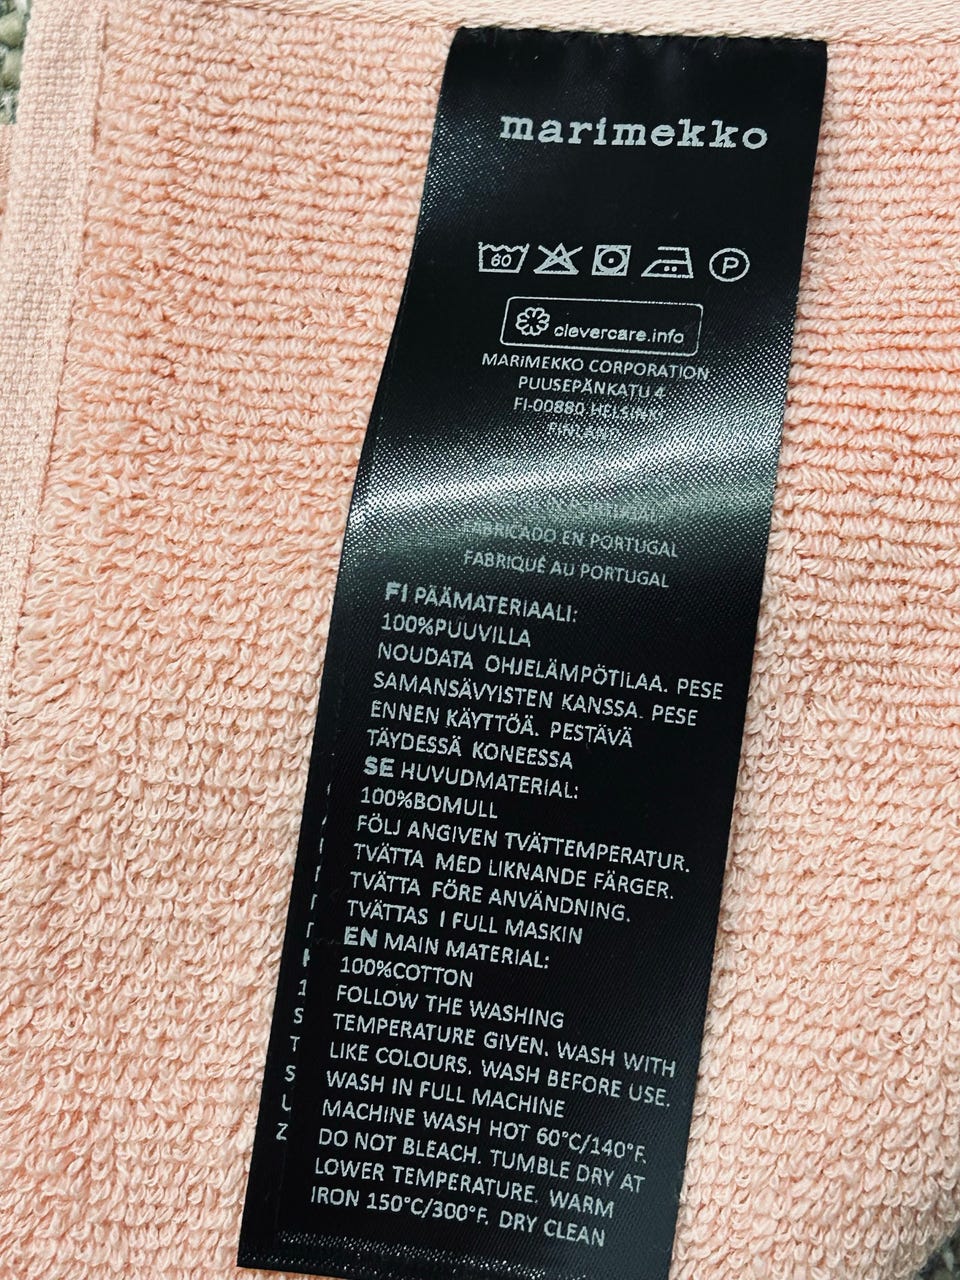 marimekko
60 P
clevercare.info
MARIMEKKO CORPORATION
PUUSEPÄNKATU 4
FI-00880 HELSINKI
FINLAND
IN PORTUGAL
FABRICADO EN PORTUGAL
FABRIQUÉ AU PORTUGAL
FI PÄÄMATERIAALI:
100%PUUVILLA
NOUDATA OHJELÄMPÖTILAA. PESE
SAMANSÄVYISTEN KANSSA. PESE
ENNEN KÄYTTÖÄ. PESTÄVÄ
TÄYDESSÄ KONEESSA
SE HUVUDMATERIAL:
100%BOMULL
FÖLJ ANGIVEN TVÄTTEMPERATUR.
TVÄTTA MED LIKNANDE FÄRGER.
TVÄTTA FÖRE ANVÄNDNING.
TVÄTTAS I FULL MASKIN
EN MAIN MATERIAL:
100%COTTON
FOLLOW THE WASHING
TEMPERATURE GIVEN. WASH WITH
LIKE COLOURS. WASH BEFORE USE.
WASH IN FULL MACHINE
MACHINE WASH HOT 60°C/140°F.
DO NOT BLEACH. TUMBLE DRY AT
LOWER TEMPERATURE. WARM
IRON 150°C/300°F. DRY CLEAN